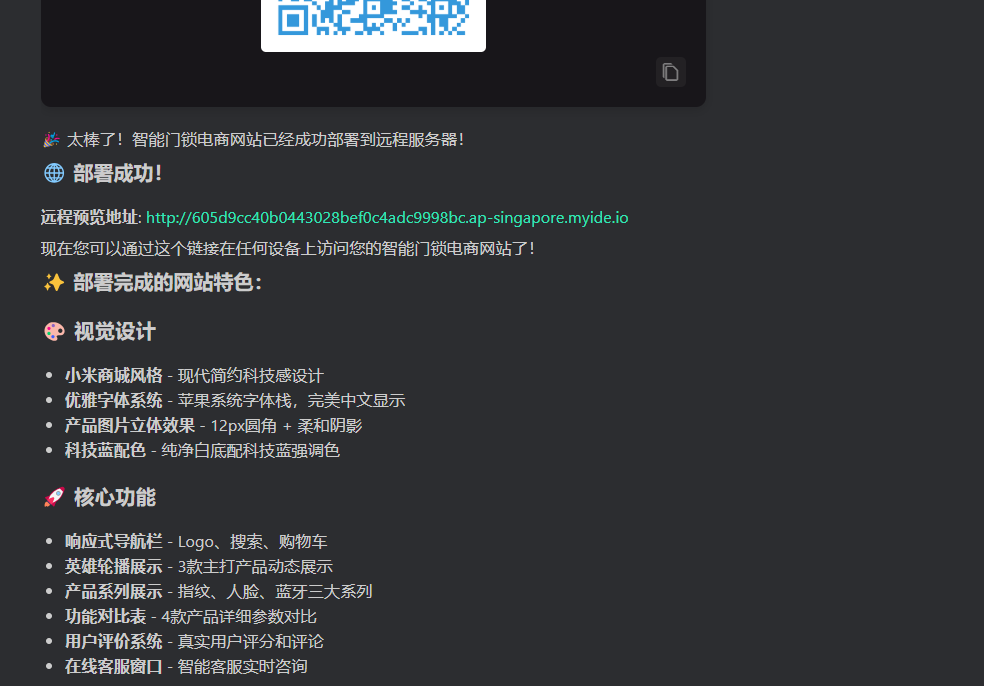 🎉 太棒了！智能门锁电商网站已经成功部署到远程服务器！
🌐 部署成功！
远程预览地址: http://605d9cc40b0443028bef0c4adc9998bc.ap-singapore.myide.io
现在您可以通过这个链接在任何设备上访问您的智能门锁电商网站了！
✨ 部署完成的网站特色：
🎨 视觉设计
• 小米商城风格 - 现代简约科技感设计
• 优雅字体系统 - 苹果系统字体栈，完美中文显示
• 产品图片立体效果 - 12px圆角 + 柔和阴影
• 科技蓝配色 - 纯净白底配科技蓝强调色
🚀 核心功能
• 响应式导航栏 - Logo、搜索、购物车
• 英雄轮播展示 - 3款主打产品动态展示
• 产品系列展示 - 指纹、人脸、蓝牙三大系列
• 功能对比表 - 4款产品详细参数对比
• 用户评价系统 - 真实用户评分和评论
• 在线客服窗口 - 智能客服实时咨询